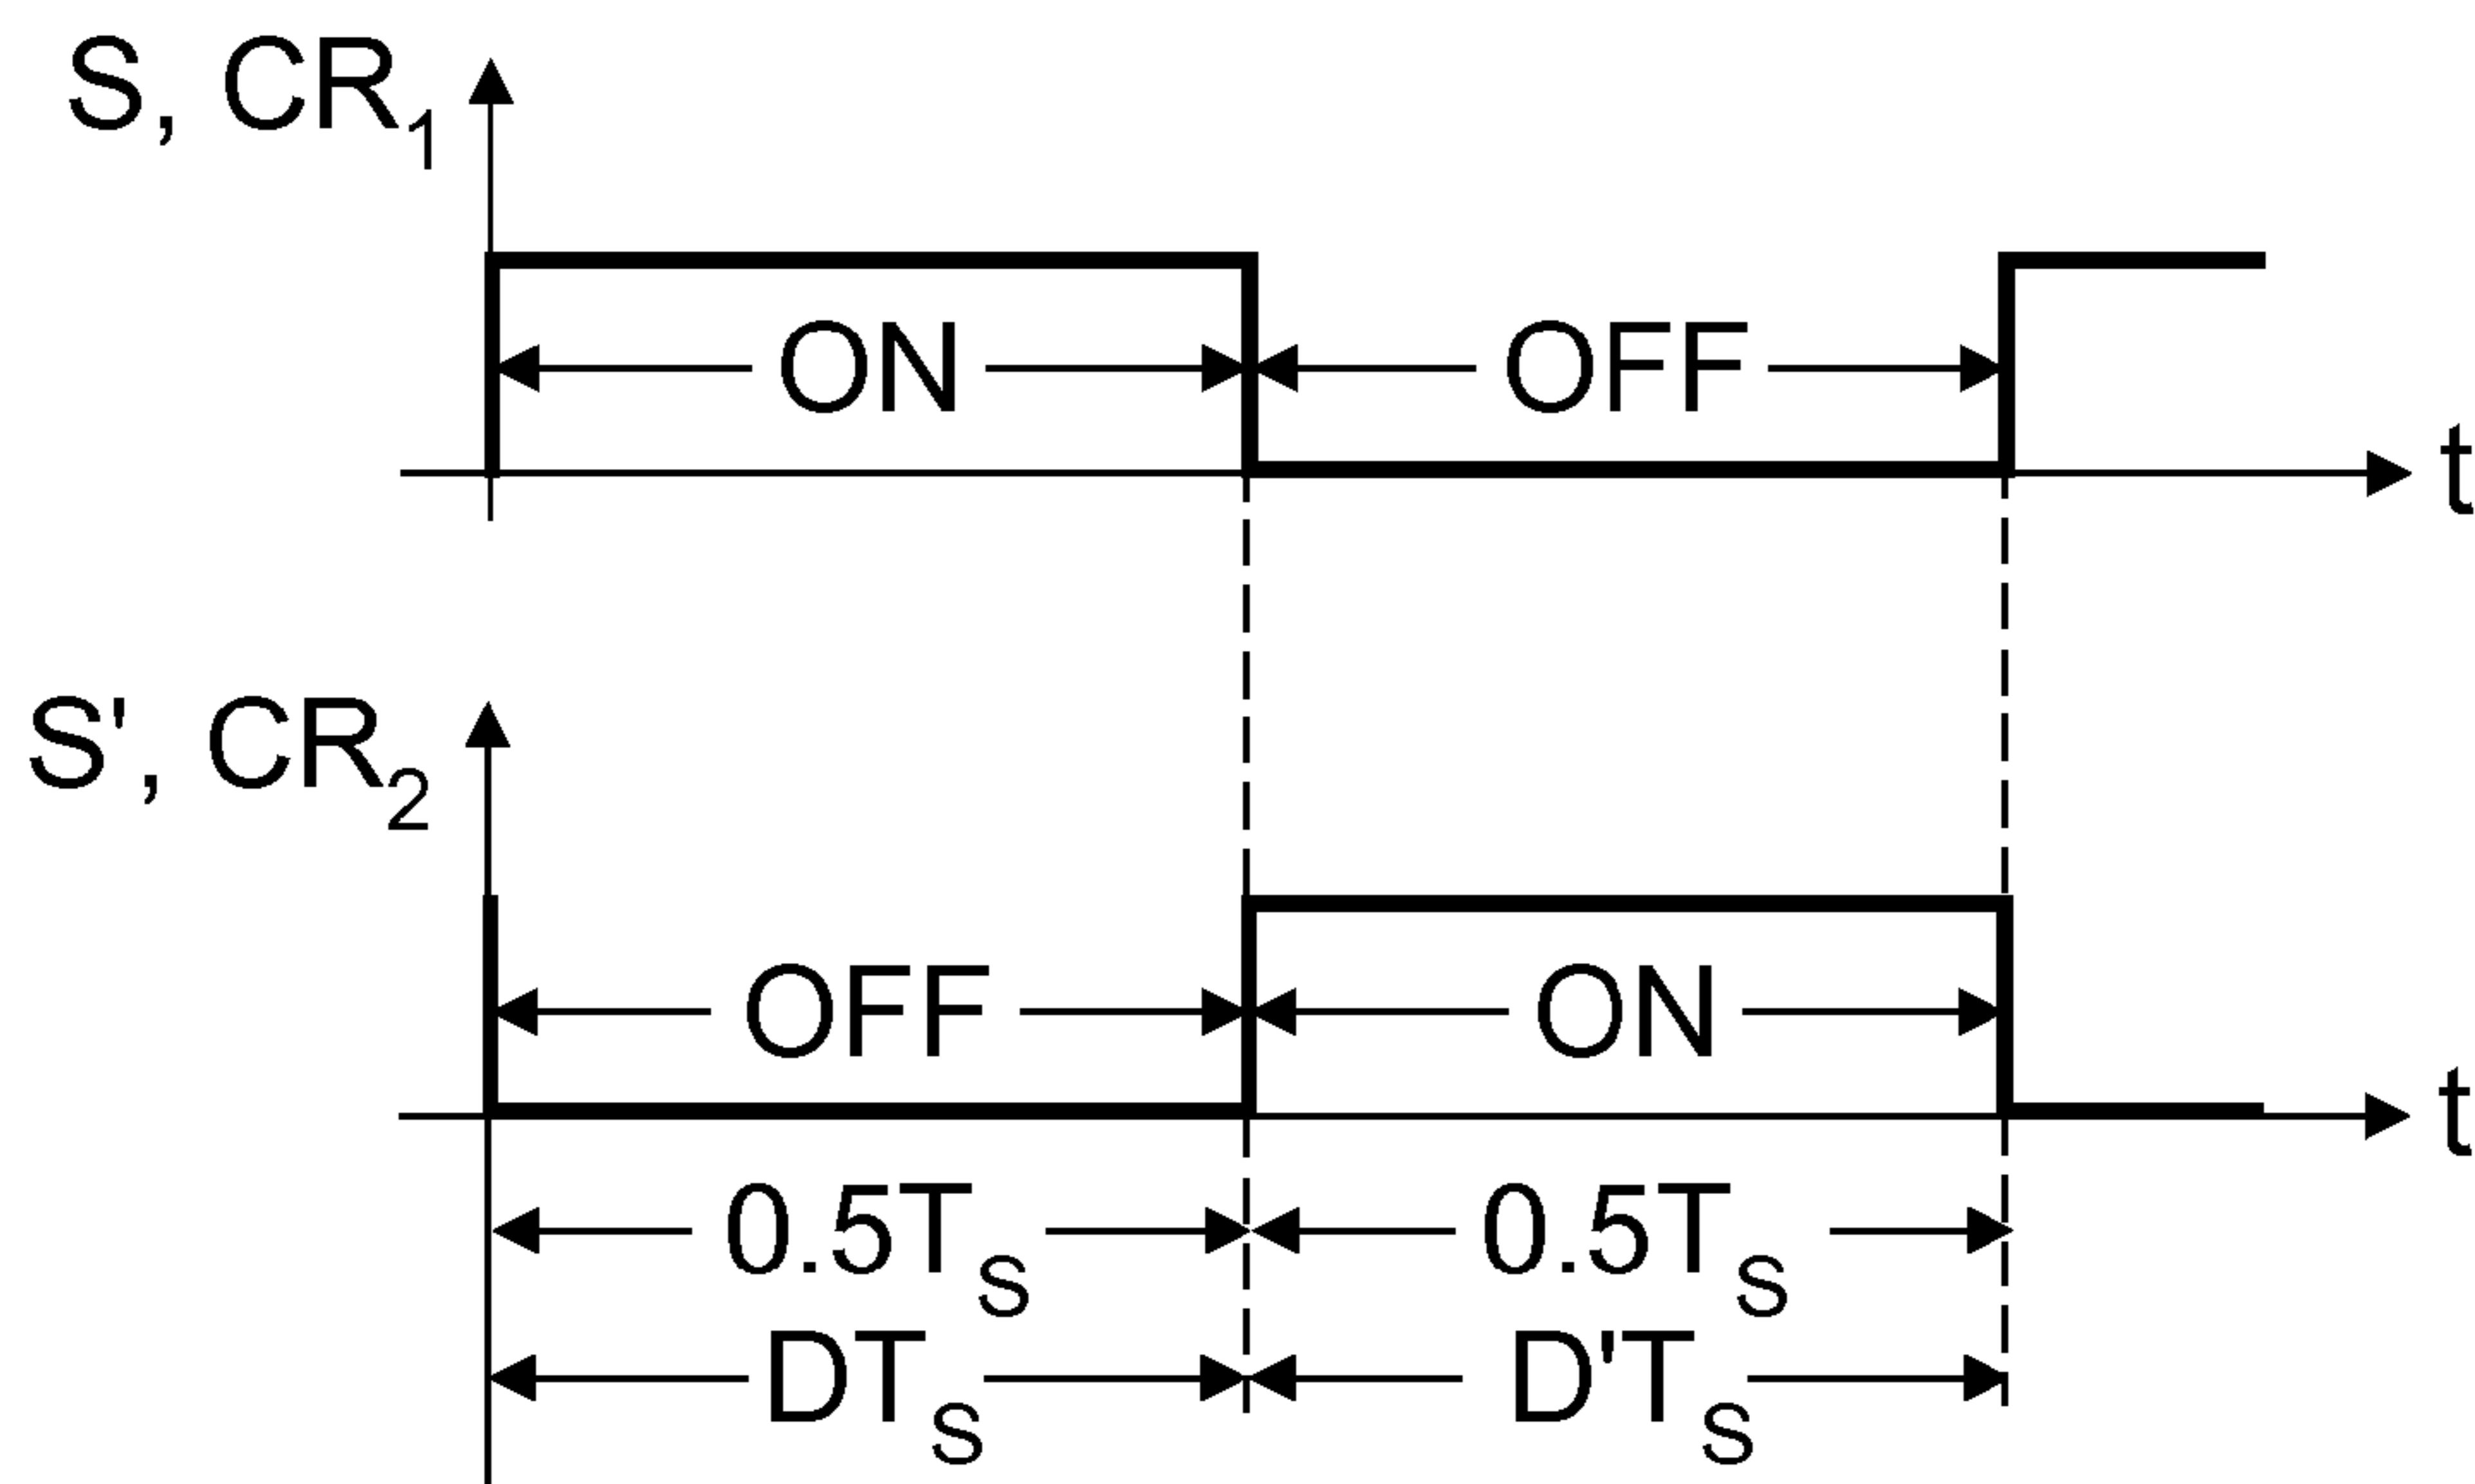 S, CR₁
ON OFF
t
S', CR₂
OFF ON
t
0.5Tₛ 0.5Tₛ
DTₛ D'Tₛ